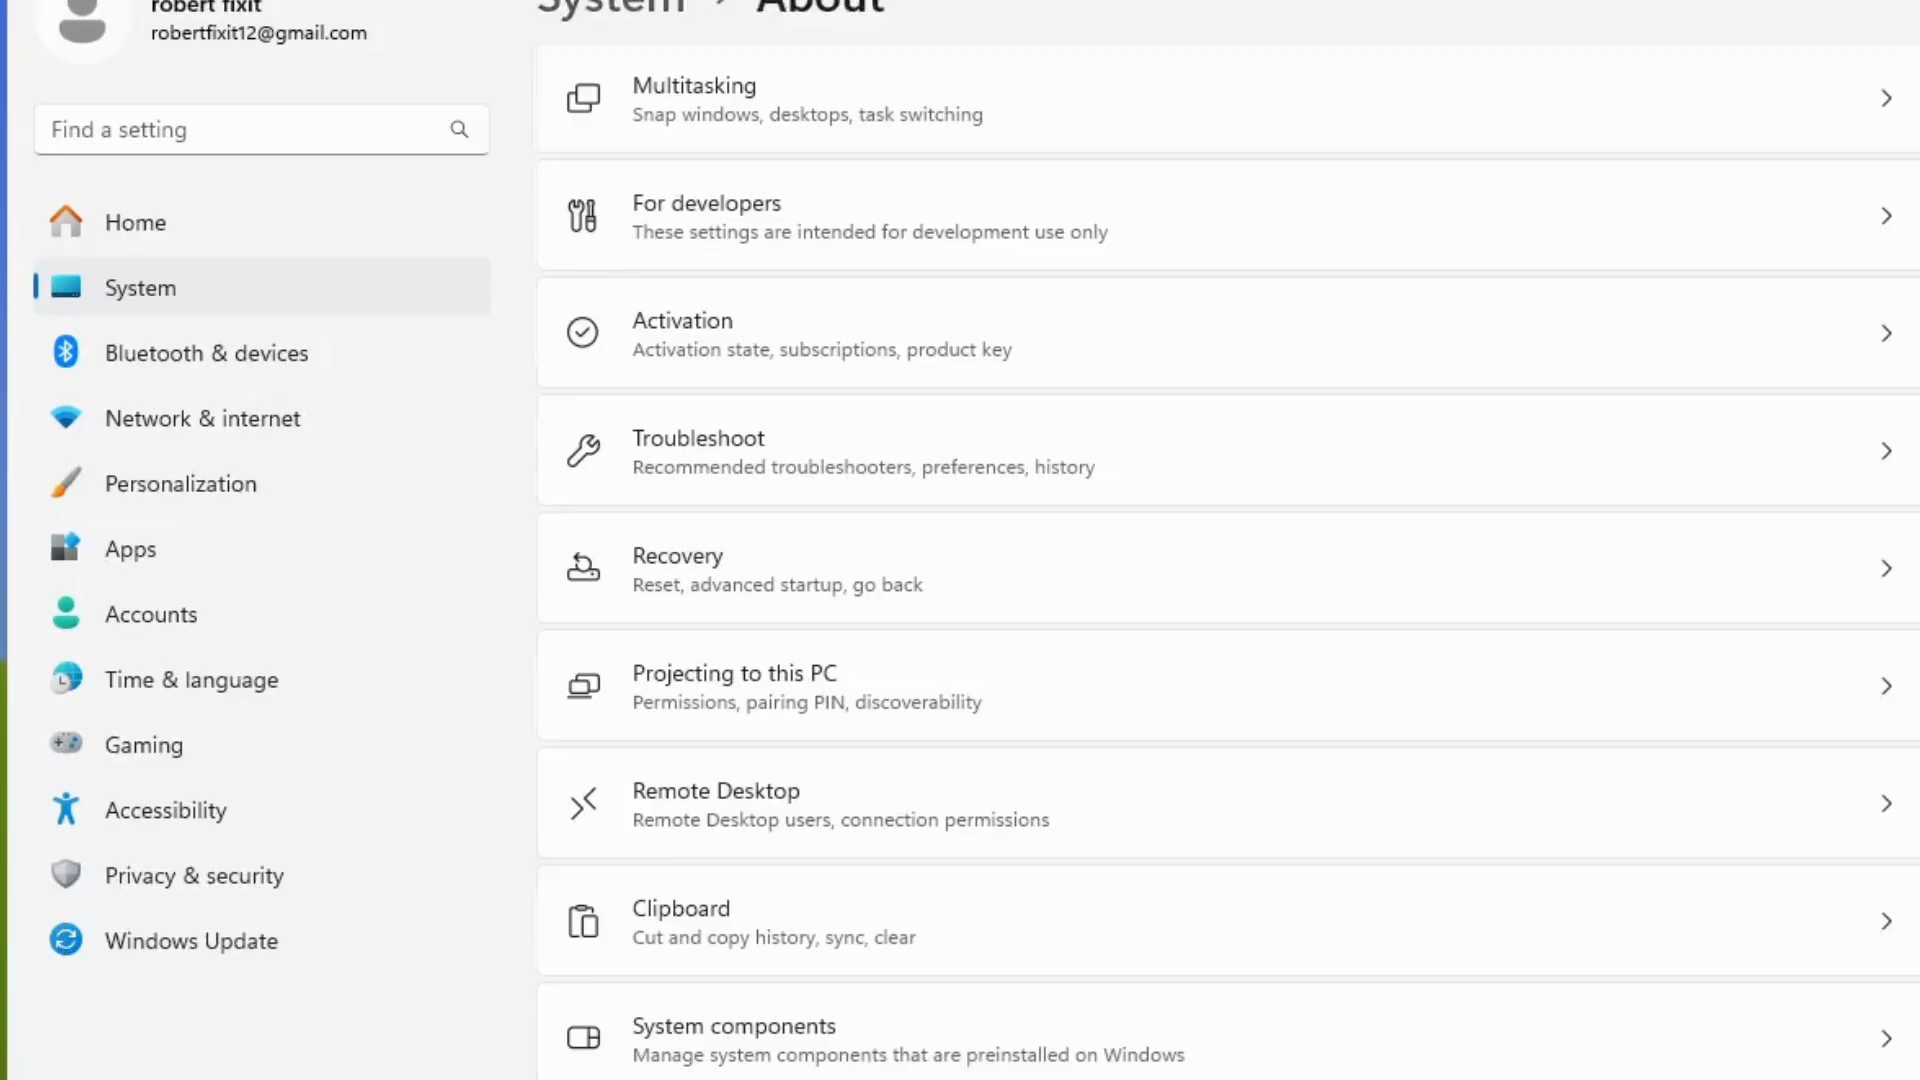 robert fixit
robertfixit12@gmail.com
System > About
Find a setting
Home
System
Bluetooth & devices
Network & internet
Personalization
Apps
Accounts
Time & language
Gaming
Accessibility
Privacy & security
Windows Update
Multitasking
Snap windows, desktops, task switching
For developers
These settings are intended for development use only
Activation
Activation state, subscriptions, product key
Troubleshoot
Recommended troubleshooters, preferences, history
Recovery
Reset, advanced startup, go back
Projecting to this PC
Permissions, pairing PIN, discoverability
Remote Desktop
Remote Desktop users, connection permissions
Clipboard
Cut and copy history, sync, clear
System components
Manage system components that are preinstalled on Windows